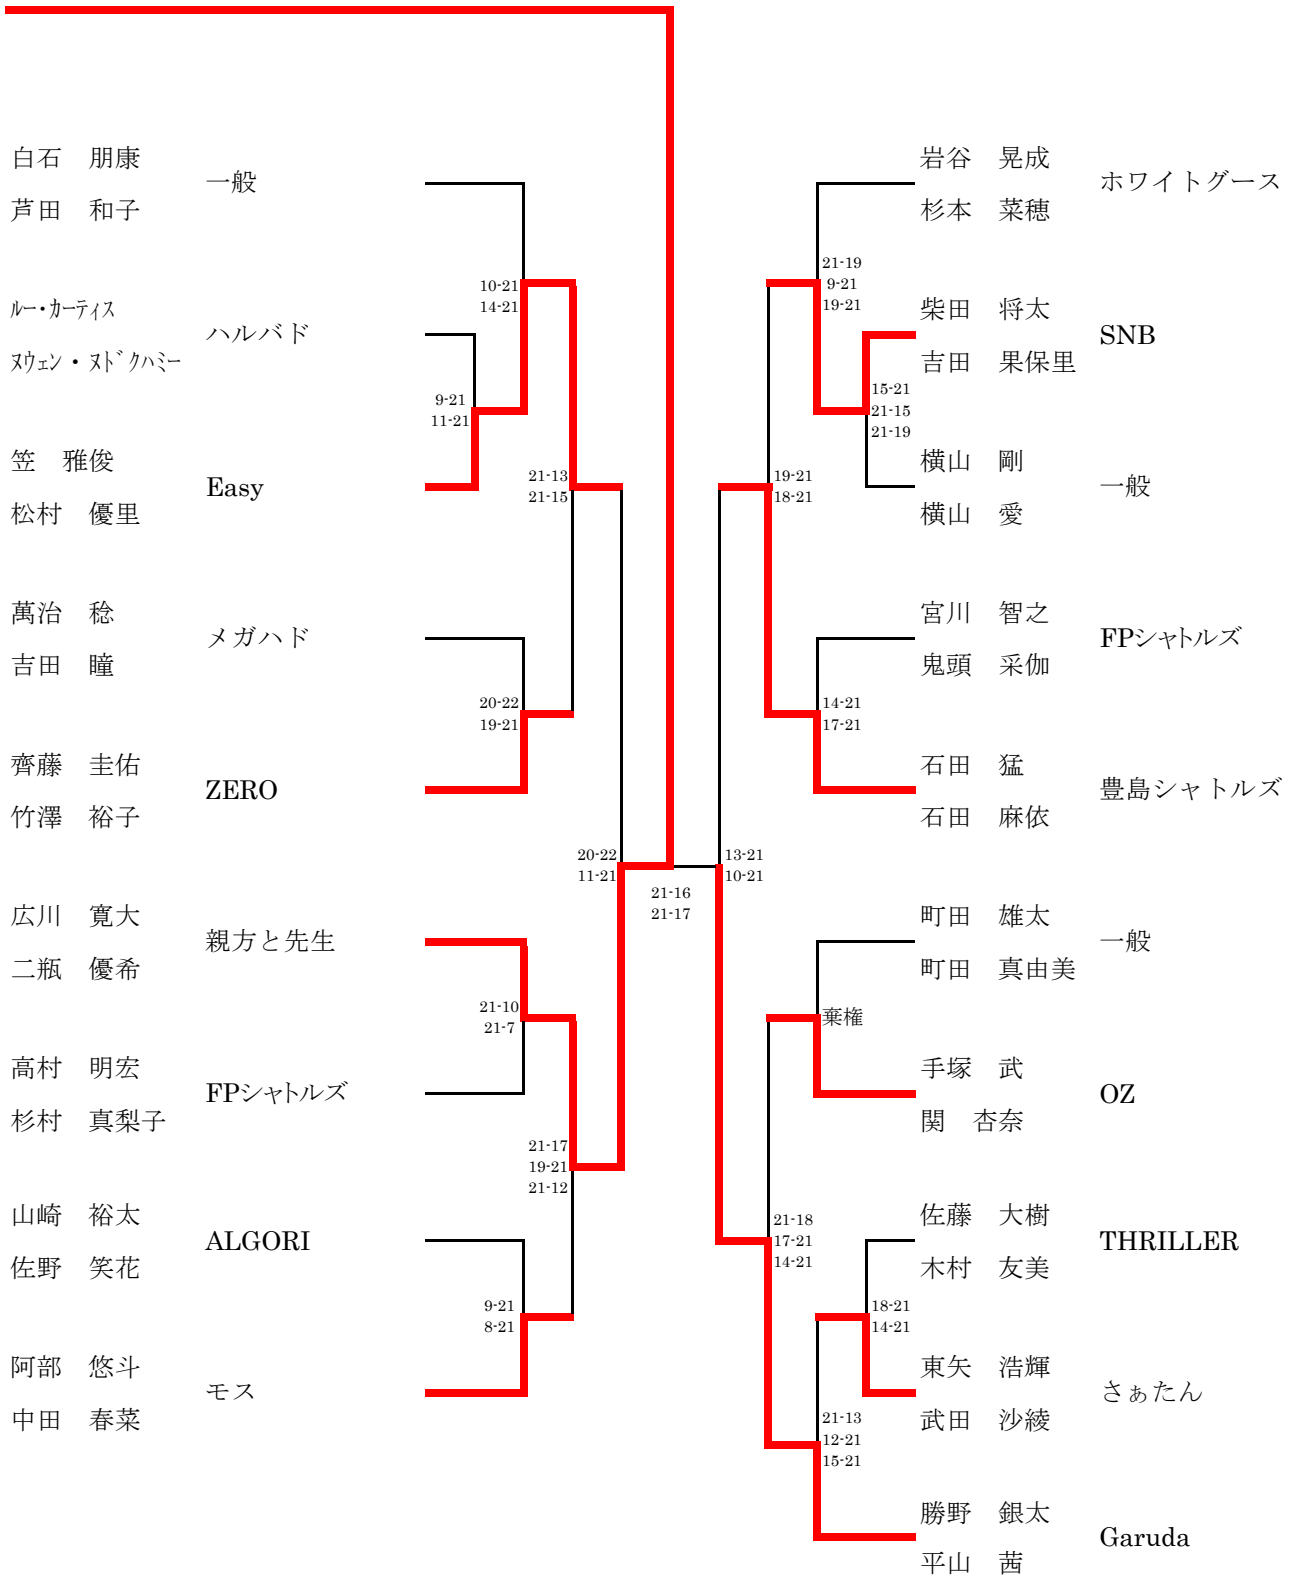 白石　朋康
一般
芦田　和子
10-21
14-21
ルー・カーティス
ハルバド
ヌウェン・ヌドクハミー
9-21
11-21
笠　雅俊
Easy
松村　優里
21-13
21-15
萬治　稔
メガハド
吉田　瞳
20-22
19-21
齊藤　圭佑
ZERO
竹澤　裕子
20-22
11-21
広川　寛大
親方と先生
二瓶　優希
21-10
21-7
高村　明宏
FPシャトルズ
杉村　真梨子
21-17
19-21
21-12
山崎　裕太
ALGORI
佐野　笑花
9-21
8-21
阿部　悠斗
モス
中田　春菜
21-16
21-17
岩谷　晃成
ホワイトグース
杉本　菜穂
21-19
9-21
19-21
柴田　将太
SNB
吉田　果保里
15-21
21-15
21-19
横山　剛
一般
横山　愛
19-21
18-21
宮川　智之
FPシャトルズ
鬼頭　采伽
14-21
17-21
石田　猛
豊島シャトルズ
石田　麻依
13-21
10-21
町田　雄太
一般
町田　真由美
棄権
手塚　武
OZ
関　杏奈
21-18
17-21
14-21
佐藤　大樹
THRILLER
木村　友美
18-21
14-21
東矢　浩輝
さぁたん
武田　沙綾
21-13
12-21
15-21
勝野　銀太
Garuda
平山　茜